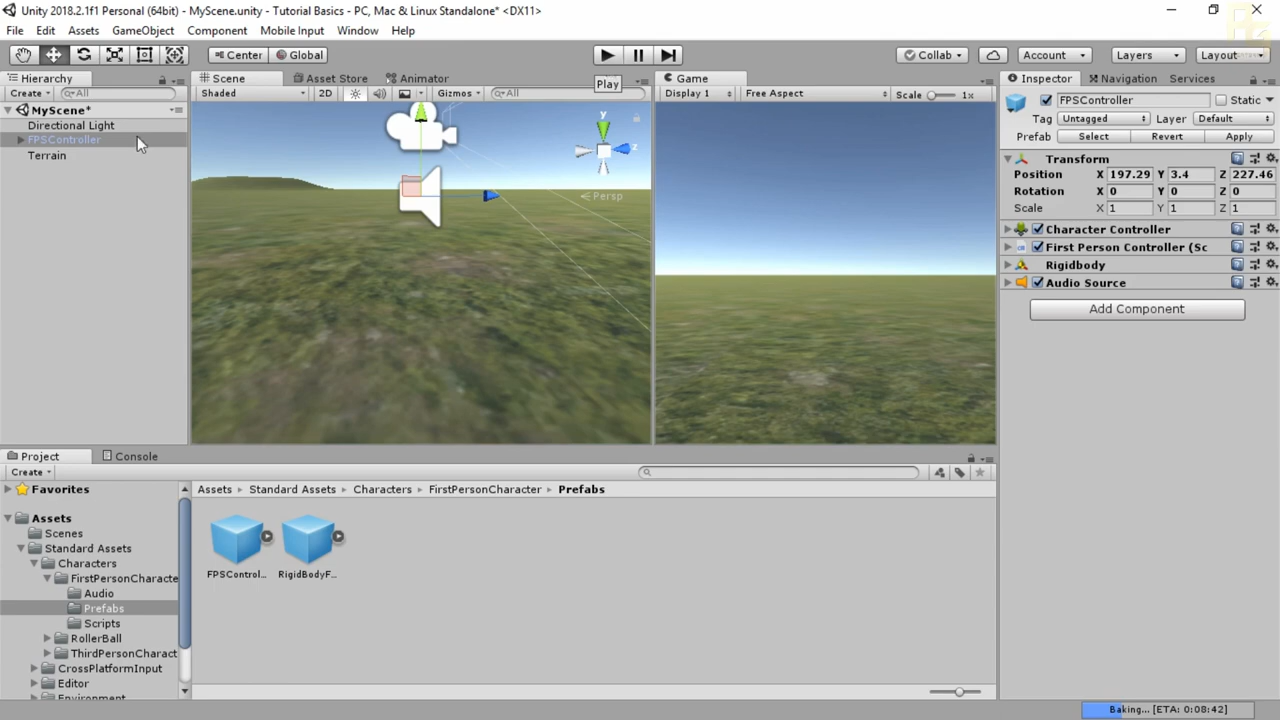 Unity 2018.2.1f1 Personal (64bit) - MyScene.unity - Tutorial Basics - PC, Mac & Linux Standalone* <DX11>
File Edit Assets GameObject Component Mobile Input Window Help
Center Global Collab Account Layers Layout
Hierarchy Scene Asset Store Animator Play Game Inspector Navigation Services
Create All Shaded 2D Gizmos All Display 1 Free Aspect Scale 1x
FPSController Static
MyScene*
Directional Light
FPSController
Terrain
y
z
Persp
Tag Untagged Layer Default
Prefab Select Revert Apply
Transform
Position X 197.29 Y 3.4 Z 227.46
Rotation X 0 Y 0 Z 0
Scale X 1 Y 1 Z 1
Character Controller
First Person Controller (Sc
Rigidbody
Audio Source
Add Component
Project Console
Create
Favorites
Assets
Scenes
Standard Assets
Characters
FirstPersonCharacte
Audio
Prefabs
Scripts
RollerBall
ThirdPersonCharact
CrossPlatformInput
Editor
Environment
Assets Standard Assets Characters FirstPersonCharacter Prefabs
FPSControl... RigidBodyF...
Baking... [ETA: 0:08:42]